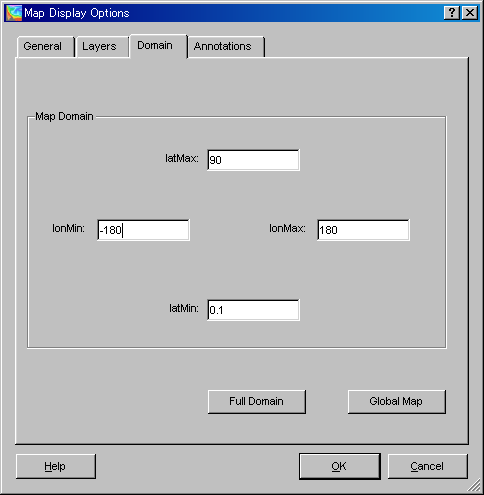 Map Display Options
General Layers Domain Annotations
Map Domain
latMax: 90
lonMin: -180 lonMax: 180
latMin: 0.1
Full Domain Global Map
Help OK Cancel